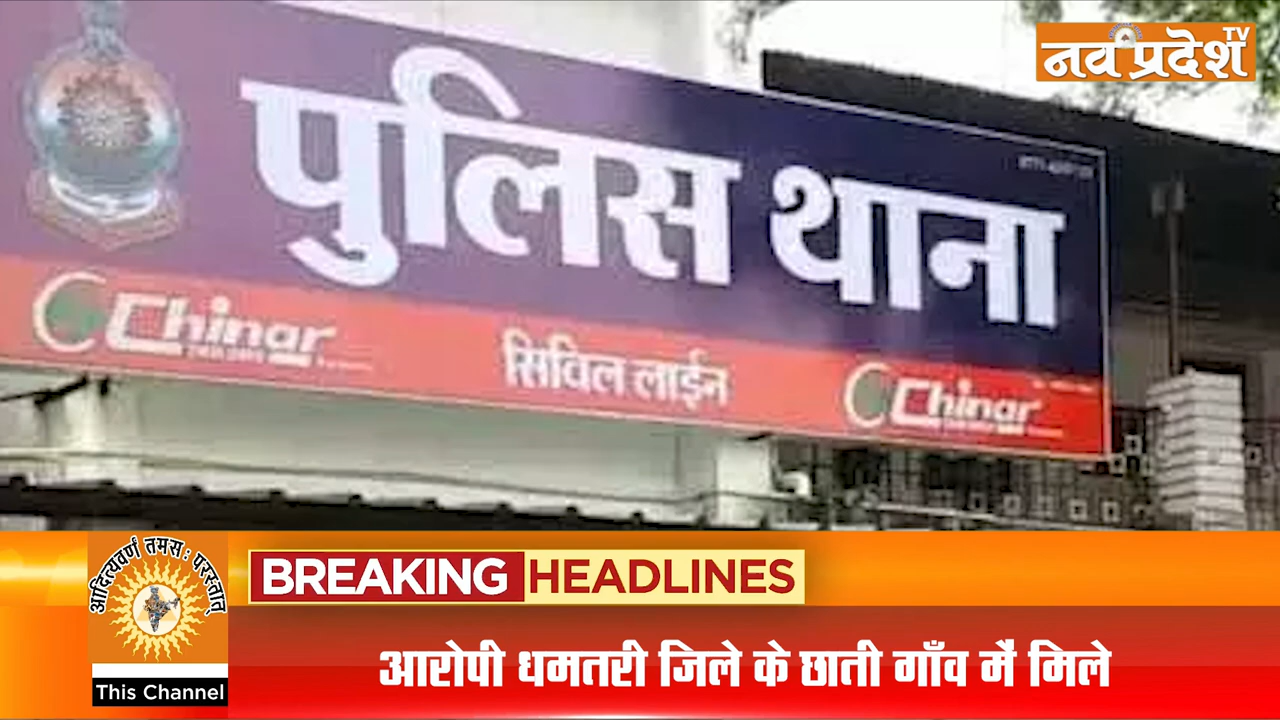 नव प्रदेश TV
पुलिस थाना
Chinar
सिविल लाईन
Chinar
आदित्यवर्णं तमसः परस्तात्
BREAKING HEADLINES
आरोपी धमतरी जिले के छाती गाँव में मिले
This Channel